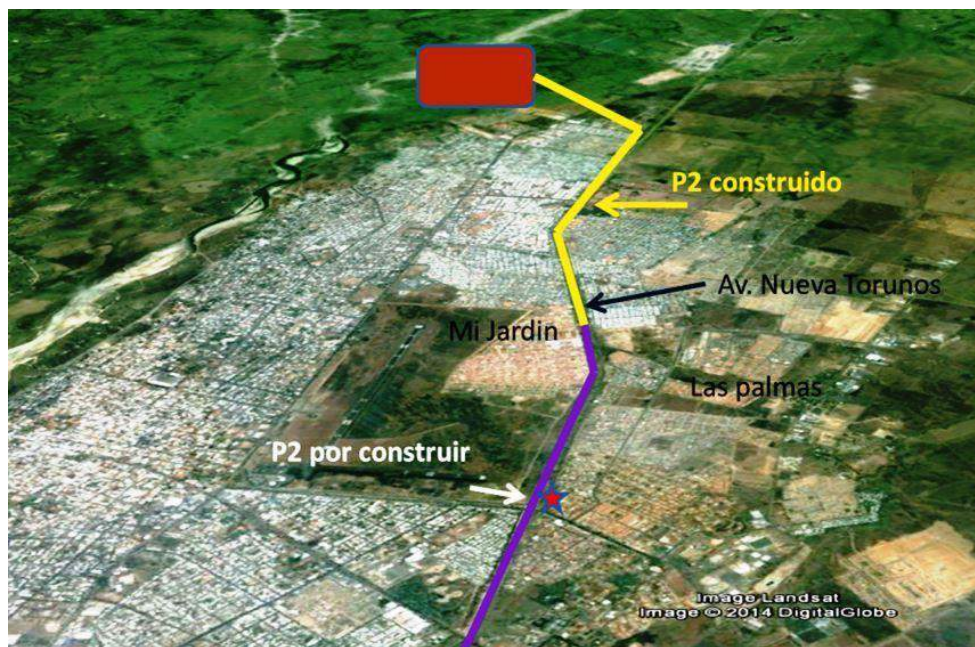 P2 construido
Av. Nueva Torunos
Mi Jardin
Las palmas
P2 por construir
Image Landsat
Image © 2014 DigitalGlobe